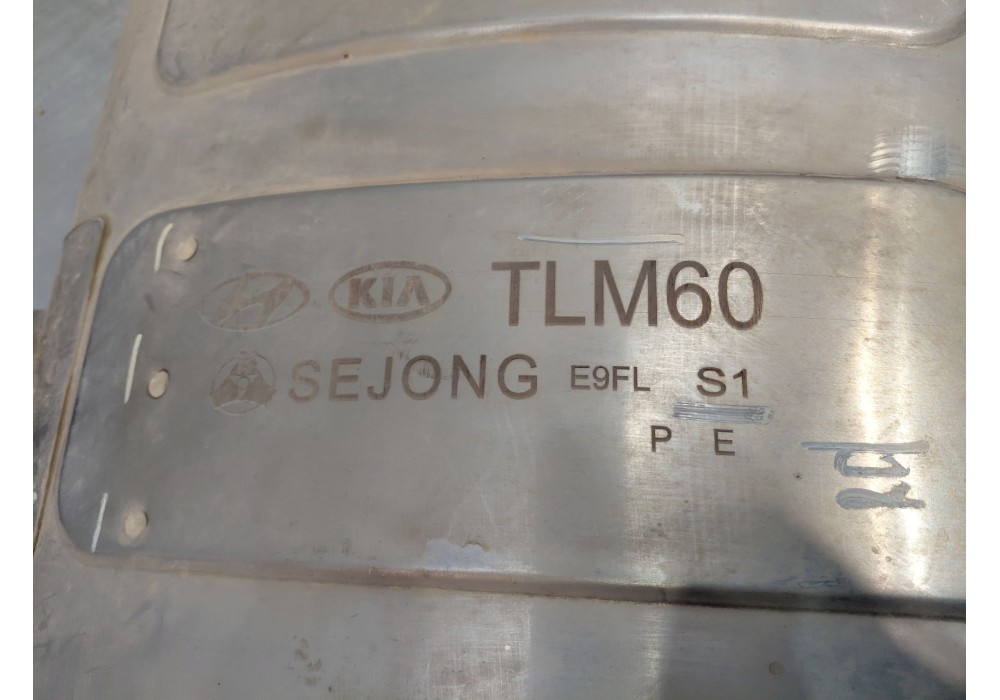 KIA TLM60
SEJONG E9FL S1
P E